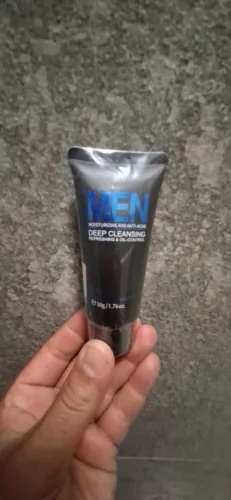 MEN
MOISTURIZING AND ANTI-ACNE
DEEP CLEANSING
REFRESHING & OIL-CONTROL
℮ 50g/1.76oz.